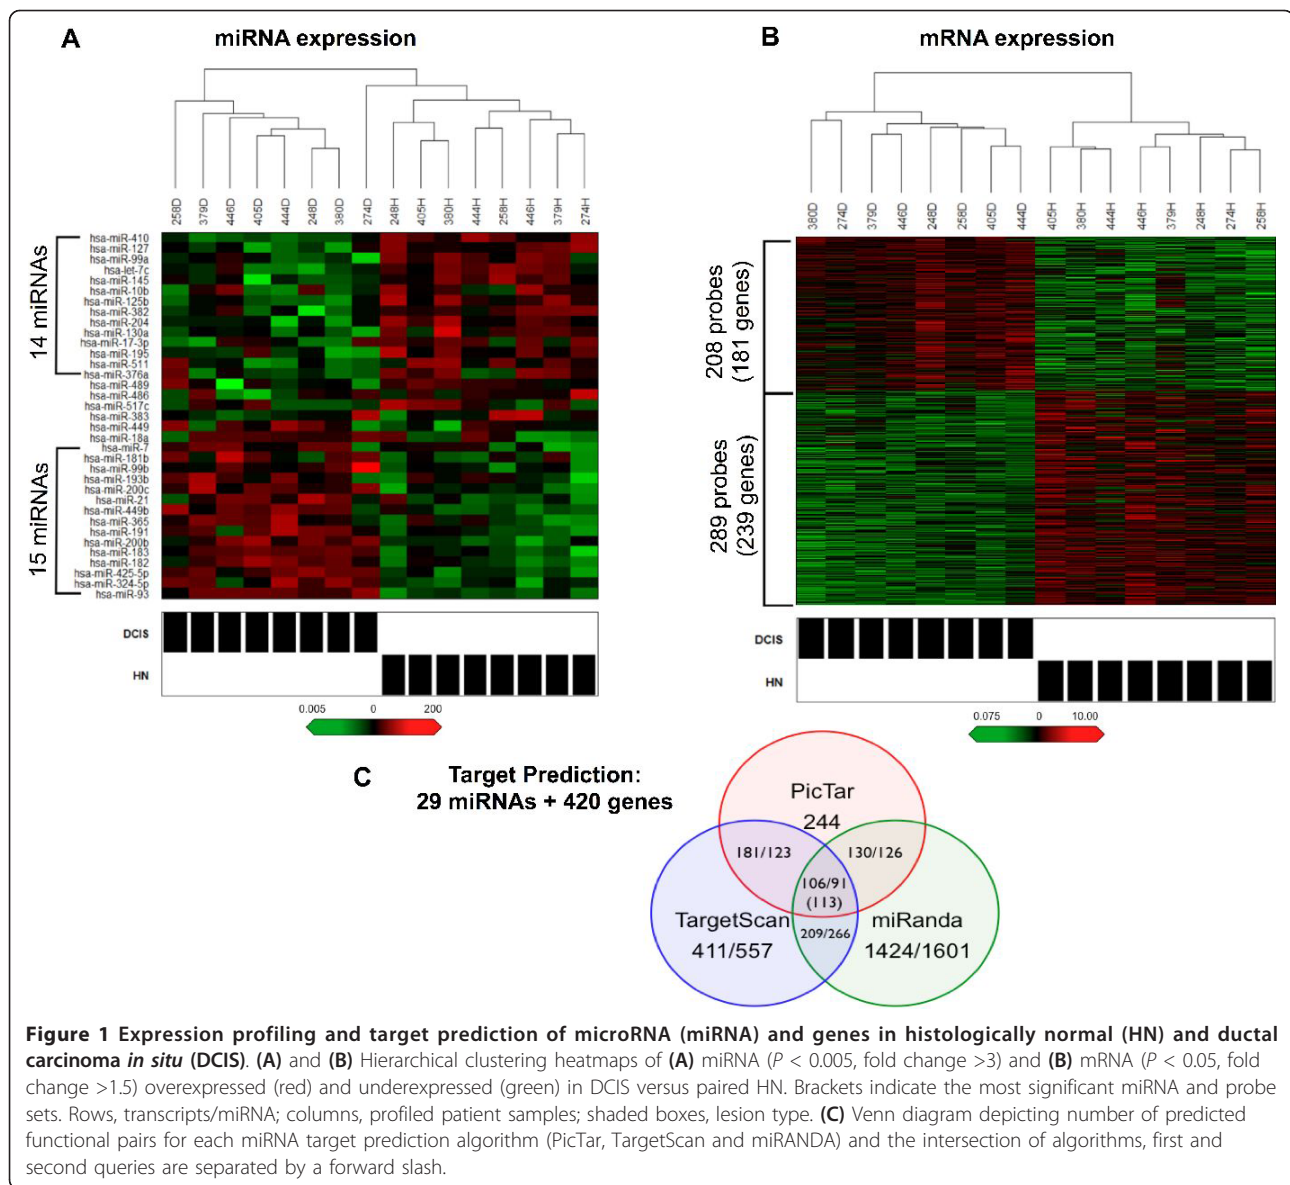 A
miRNA expression
258D
379D
446D
405D
444D
248D
380D
274D
248H
405H
380H
444H
258H
446H
379H
274H
14 miRNAs
15 miRNAs
hsa-miR-410
hsa-miR-127
hsa-miR-99a
hsa-let-7c
hsa-miR-145
hsa-miR-10b
hsa-miR-125b
hsa-miR-382
hsa-miR-204
hsa-miR-130a
hsa-miR-17-3p
hsa-miR-195
hsa-miR-511
hsa-miR-376a
hsa-miR-489
hsa-miR-486
hsa-miR-517c
hsa-miR-383
hsa-miR-449
hsa-miR-18a
hsa-miR-7
hsa-miR-181b
hsa-miR-99b
hsa-miR-193b
hsa-miR-200c
hsa-miR-21
hsa-miR-449b
hsa-miR-365
hsa-miR-191
hsa-miR-200b
hsa-miR-183
hsa-miR-182
hsa-miR-425-5p
hsa-miR-324-5p
hsa-miR-93
DCIS
HN
0.005 0 200
B
mRNA expression
380D
274D
379D
446D
248D
258D
405D
444D
405H
380H
444H
446H
379H
248H
274H
258H
208 probes
(181 genes)
289 probes
(239 genes)
DCIS
HN
0.075 0 10.00
C
Target Prediction:
29 miRNAs + 420 genes
PicTar
244
181/123
130/126
106/91
(113)
TargetScan
411/557
209/266
miRanda
1424/1601
Figure 1 Expression profiling and target prediction of microRNA (miRNA) and genes in histologically normal (HN) and ductal
carcinoma in situ (DCIS). (A) and (B) Hierarchical clustering heatmaps of (A) miRNA (P < 0.005, fold change >3) and (B) mRNA (P < 0.05, fold
change >1.5) overexpressed (red) and underexpressed (green) in DCIS versus paired HN. Brackets indicate the most significant miRNA and probe
sets. Rows, transcripts/miRNA; columns, profiled patient samples; shaded boxes, lesion type. (C) Venn diagram depicting number of predicted
functional pairs for each miRNA target prediction algorithm (PicTar, TargetScan and miRANDA) and the intersection of algorithms, first and
second queries are separated by a forward slash.